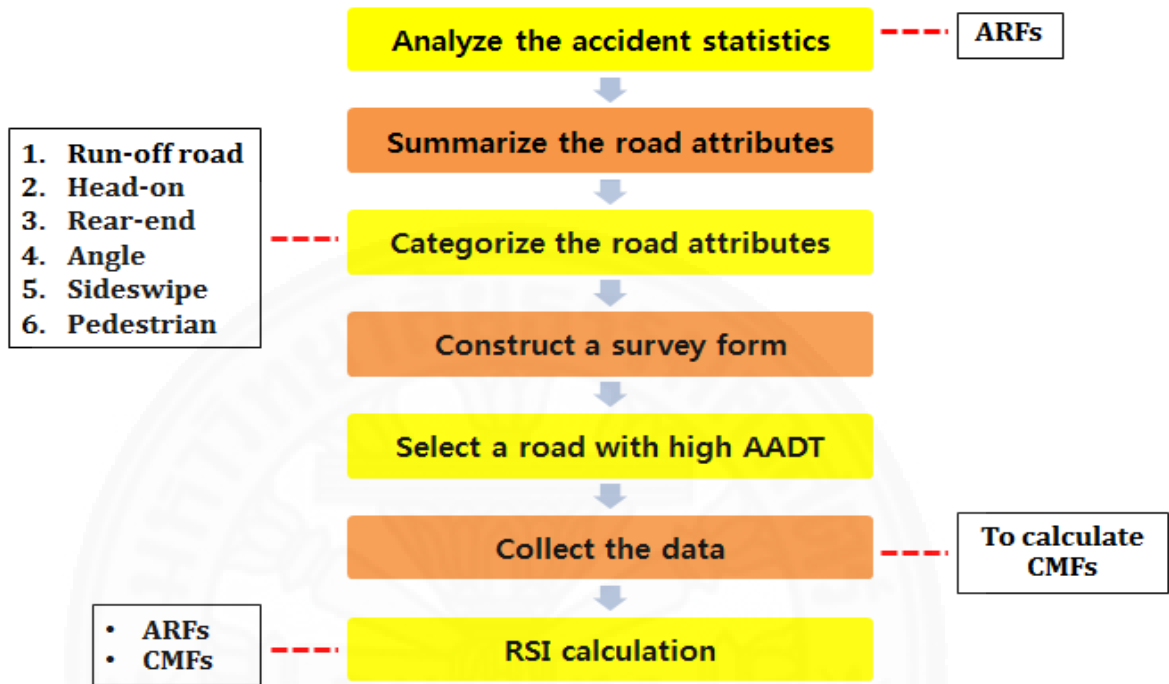 Analyze the accident statistics
ARFs
Summarize the road attributes
1. Run-off road
2. Head-on
3. Rear-end
4. Angle
5. Sideswipe
6. Pedestrian
Categorize the road attributes
Construct a survey form
Select a road with high AADT
Collect the data
To calculate
CMFs
• ARFs
• CMFs
RSI calculation